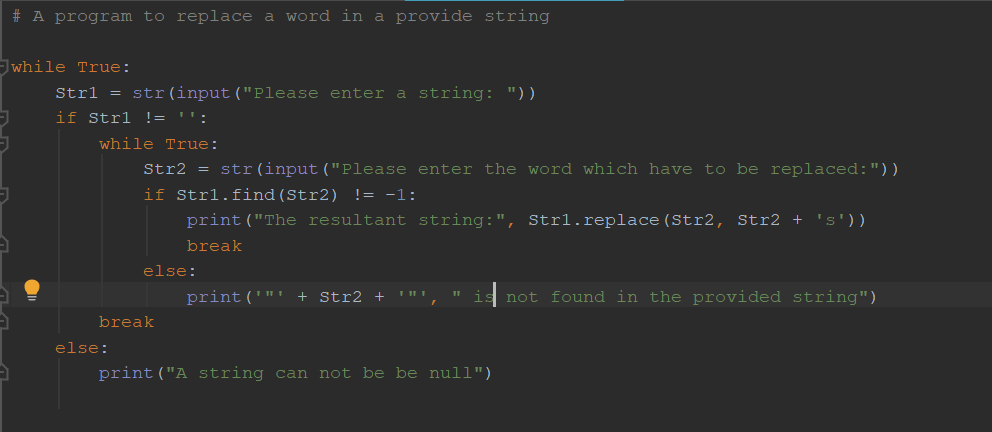 # A program to replace a word in a provide string
while True:
    Str1 = str(input("Please enter a string: "))
    if Str1 != '':
        while True:
            Str2 = str(input("Please enter the word which have to be replaced:"))
            if Str1.find(Str2) != -1:
                print("The resultant string:", Str1.replace(Str2, Str2 + 's'))
                break
            else:
                print('"' + Str2 + '"', " is not found in the provided string")
        break
    else:
        print("A string can not be be null")